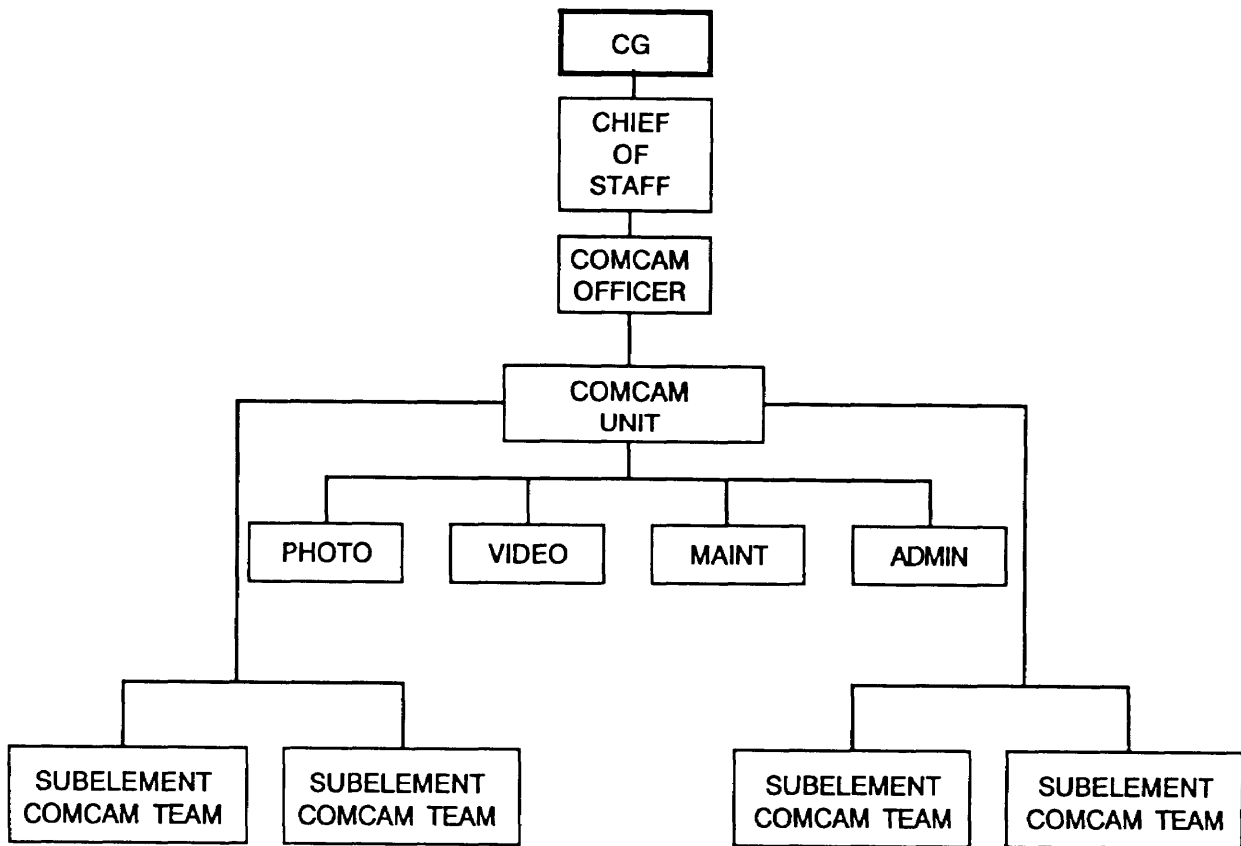 CG
CHIEF
OF
STAFF
COMCAM
OFFICER
COMCAM
UNIT
PHOTO
VIDEO
MAINT
ADMIN
SUBELEMENT
COMCAM TEAM
SUBELEMENT
COMCAM TEAM
SUBELEMENT
COMCAM TEAM
SUBELEMENT
COMCAM TEAM